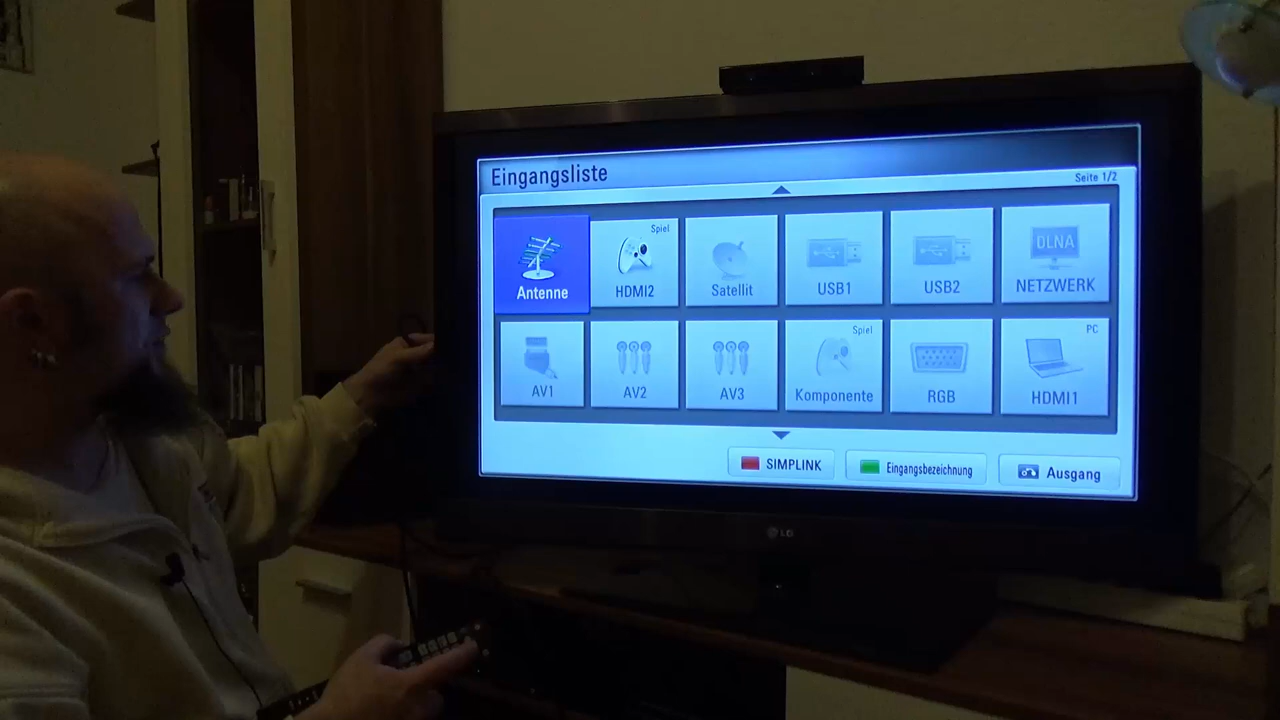 Eingangsliste
Seite 1/2
Antenne
Spiel
HDMI2
Satellit
USB1
USB2
DLNA
NETZWERK
AV1
AV2
AV3
Spiel
Komponente
RGB
PC
HDMI1
SIMPLINK
Eingangsbezeichnung
Ausgang
LG